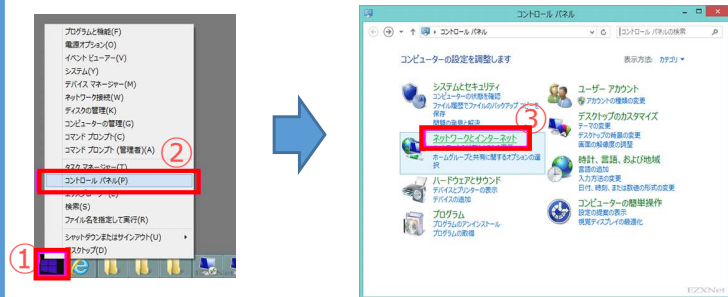 プログラムと機能(F)
電源オプション(O)
イベント ビューアー(V)
システム(Y)
デバイス マネージャー(M)
ネットワーク接続(W)
ディスクの管理(K)
コンピューターの管理(G)
コマンド プロンプト(C)
コマンド プロンプト (管理者)(A)
②
タスク マネージャー(T)
コントロール パネル(P)
検索(S)
ファイル名を指定して実行(R)
シャットダウンまたはサインアウト(U)
デスクトップ(D)
①
コントロール パネル
コントロール パネル
コントロール パネルの検索
コンピューターの設定を調整します
表示方法: カテゴリ
システムとセキュリティ
コンピューターの状態を確認
ファイル履歴でファイルのバックアップ コピーを
保存
問題の発見と解決
③
ネットワークとインターネット
ホームグループと共有に関するオプションの選
択
ハードウェアとサウンド
デバイスとプリンターの表示
デバイスの追加
プログラム
プログラムのアンインストール
プログラムの取得
ユーザー アカウント
アカウントの種類の変更
デスクトップのカスタマイズ
テーマの変更
デスクトップの背景の変更
画面の解像度の調整
時計、言語、および地域
言語の追加
入力方法の変更
日付、時刻、または数値の形式の変更
コンピューターの簡単操作
設定の提案の表示
視覚ディスプレイの最適化
EZXNet